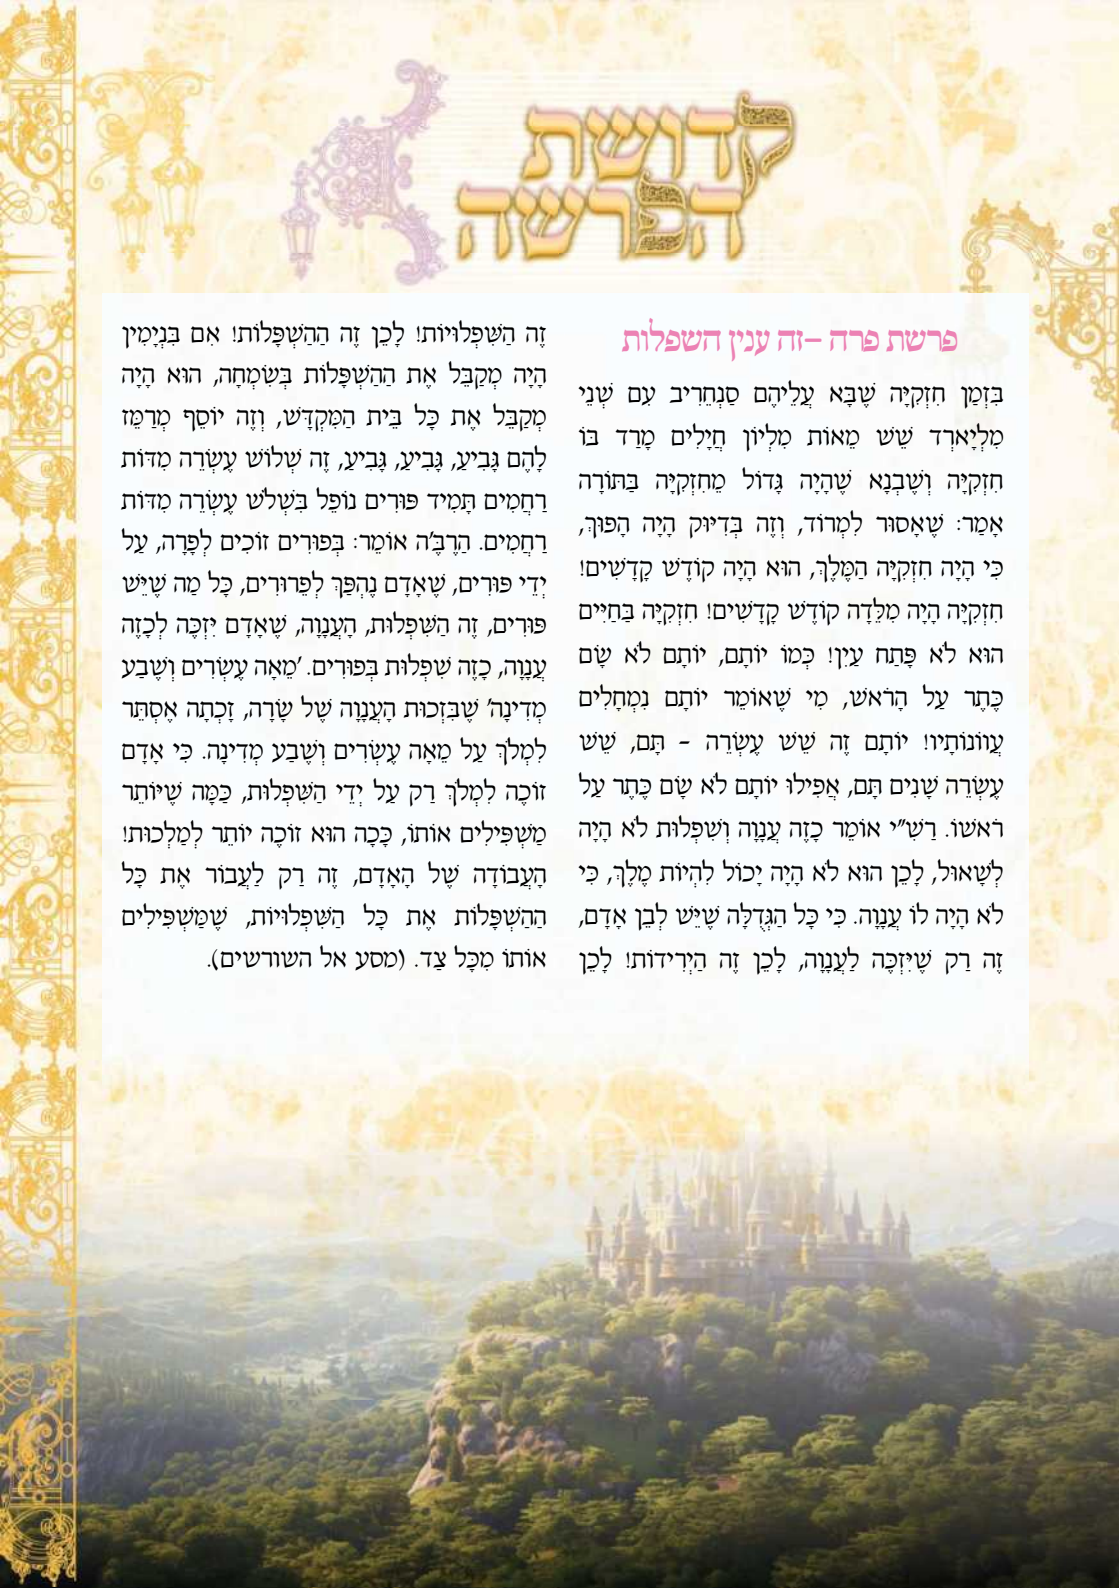 קדושת
הפרשה
פרשת פרה –זה ענין השפלות
בִּזְמַן חִזְקִיָּה שֶׁבָּא עֲלֵיהֶם סַנְחֵרִיב עִם שְׁנֵי
מִלְיַארְד שֵׁשׁ מֵאוֹת מִלְיוֹן חַיָּלִים מָרַד בּוֹ
חִזְקִיָּה וְשֶׁבְנָא שֶׁהָיָה גָּדוֹל מֵחִזְקִיָּה בַּתּוֹרָה
אָמַר: שֶׁאָסוּר לִמְרוֹד, וְזֶה בְּדִיּוּק הָיָה הָפוּךְ,
כִּי הָיָה חִזְקִיָּה הַמֶּלֶךְ, הוּא הָיָה קוֹדֶשׁ קָדָשִׁים!
חִזְקִיָּה הָיָה מִלֵּדָה קוֹדֶשׁ קָדָשִׁים! חִזְקִיָּה בַּחַיִּים
הוּא לֹא פָּתַח עַיִן! כְּמוֹ יוֹתָם, יוֹתָם לֹא שָׂם
כֶּתֶר עַל הָרֹאשׁ, מִי שֶׁאוֹמֵר יוֹתָם נִמְחָלִים
עֲווֹנוֹתָיו! יוֹתָם זֶה שֵׁשׁ עֶשְׂרֵה - תָּם, שֵׁשׁ
עֶשְׂרֵה שָׁנִים תָּם, אֲפִילוּ יוֹתָם לֹא שָׂם כֶּתֶר עַל
רֹאשׁוֹ. רַשִׁ"י אוֹמֵר כָּזֶה עֲנָוָה וְשִׁפְלוּת לֹא הָיָה
לְשָׁאוּל, לָכֵן הוּא לֹא הָיָה יָכוֹל לִהְיוֹת מֶלֶךְ, כִּי
לֹא הָיָה לוֹ עֲנָוָה. כִּי כָּל הַגְּדֻלָּה שֶׁיֵּשׁ לְבֶן אָדָם,
זֶה רַק שֶׁיִּזְכֶּה לַעֲנָוָה, לָכֵן זֶה הַיְרִידוֹת! לָכֵן
זֶה הַשִּׁפְלוּיוֹת! לָכֵן זֶה הַהַשְׁפָּלוֹת! אִם בִּנְיָמִין
הָיָה מְקַבֵּל אֶת הַהַשְׁפָּלוֹת בְּשִׂמְחָה, הוּא הָיָה
מְקַבֵּל אֶת כָּל בֵּית הַמִּקְדָּשׁ, וְזֶה יוֹסֵף מְרַמֵּז
לָהֶם גָּבִיעַ, גָּבִיעַ, גָּבִיעַ, זֶה שְׁלוֹשׁ עֶשְׂרֵה מִדּוֹת
רַחֲמִים תָּמִיד פּוּרִים נוֹפֵל בִּשְׁלֹשׁ עֶשְׂרֵה מִדּוֹת
רַחֲמִים. הָרֶבֶּ'ה אוֹמֵר: בְּפוּרִים זוֹכִים לְפָרָה, עַל
יְדֵי פּוּרִים, שֶׁאָדָם נֶהְפַּךְ לְפֵרוּרִים, כָּל מַה שֶׁיֵּשׁ
פּוּרִים, זֶה הַשִּׁפְלוּת, הָעֲנָוָה, שֶׁאָדָם יִזְכֶּה לְכָזֶה
עֲנָוָה, כָּזֶה שִׁפְלוּת בְּפוּרִים. 'מֵאָה עֶשְׂרִים וְשֶׁבַע
מְדִינָה' שֶׁבִּזְכוּת הָעֲנָוָה שֶׁל שָׂרָה, זָכְתָה אֶסְתֵּר
לִמְלֹךְ עַל מֵאָה עֶשְׂרִים וְשֶׁבַע מְדִינָה. כִּי אָדָם
זוֹכֶה לִמְלֹךְ רַק עַל יְדֵי הַשִּׁפְלוּת, כַּמָּה שֶׁיּוֹתֵר
מַשְׁפִּילִים אוֹתוֹ, כָּכָה הוּא זוֹכֶה יוֹתֵר לְמַלְכוּת!
הָעֲבוֹדָה שֶׁל הָאָדָם, זֶה רַק לַעֲבוֹר אֶת כָּל
הַהַשְׁפָּלוֹת אֶת כָּל הַשִּׁפְלוּיוֹת, שֶׁמַּשְׁפִּילִים
אוֹתוֹ מִכָּל צַד. (מסע אל השורשים).